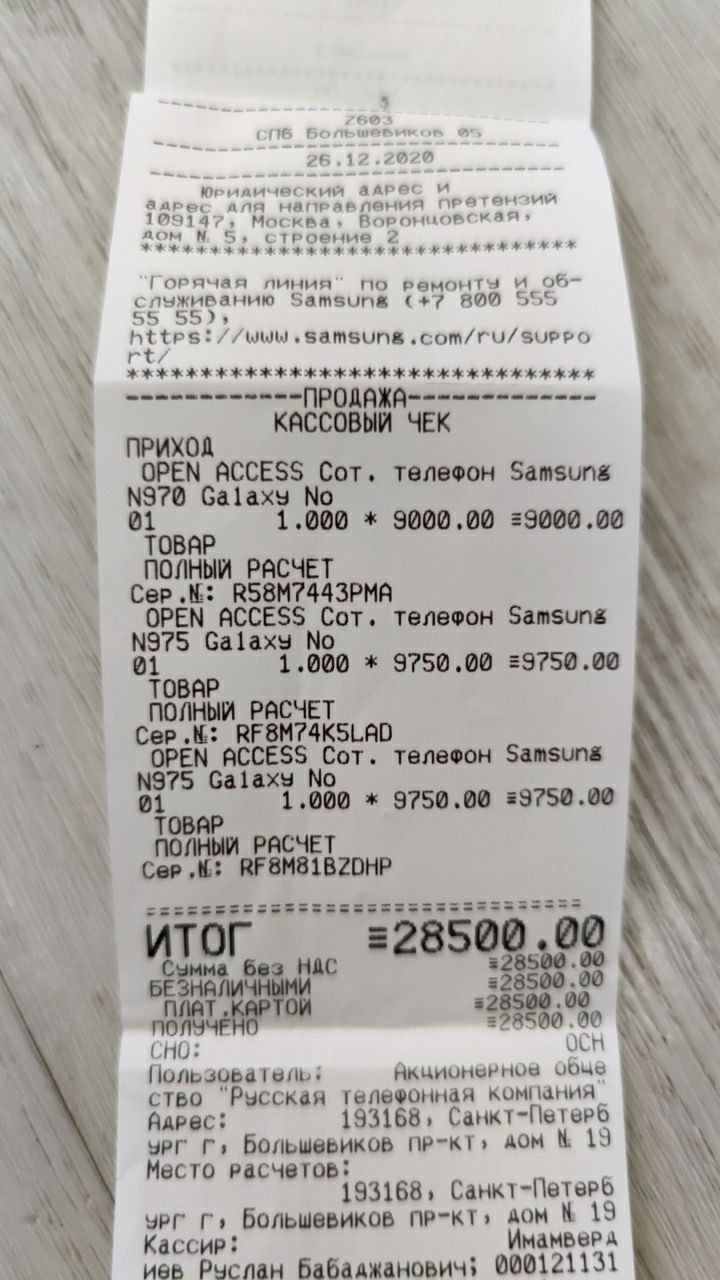 Z603
СПб Большевиков 05
26.12.2020
Юридический адрес и
адрес для направления претензий
109147, Москва, Воронцовская,
дом № 5, строение 2
*******************************
"Горячая линия" по ремонту и об-
служиванию Samsung (+7 800 555
55 55),
https://www.samsung.com/ru/suppo
rt/
********************************
------------ПРОДАЖА-------------
КАССОВЫЙ ЧЕК
ПРИХОД
OPEN ACCESS Сот. телефон Samsung
N970 Galaxy No
01 1.000 * 9000.00 ≡9000.00
ТОВАР
ПОЛНЫЙ РАСЧЕТ
Сер.№: R58M7443PMA
OPEN ACCESS Сот. телефон Samsung
N975 Galaxy No
01 1.000 * 9750.00 ≡9750.00
ТОВАР
ПОЛНЫЙ РАСЧЕТ
Сер.№: RF8M74K5LAD
OPEN ACCESS Сот. телефон Samsung
N975 Galaxy No
01 1.000 * 9750.00 ≡9750.00
ТОВАР
ПОЛНЫЙ РАСЧЕТ
Сер.№: RF8M81BZDHP
==============================
ИТОГ ≡28500.00
Сумма без НДС ≡28500.00
БЕЗНАЛИЧНЫМИ ≡28500.00
ПЛАТ.КАРТОЙ ≡28500.00
ПОЛУЧЕНО ≡28500.00
СНО: ОСН
Пользователь: Акционерное обще
ство "Русская телефонная компания"
Адрес: 193168, Санкт-Петерб
ург г, Большевиков пр-кт, дом № 19
Место расчетов:
193168, Санкт-Петерб
ург г, Большевиков пр-кт, дом № 19
Кассир: Имамверд
иев Руслан Бабаджанович; 000121131